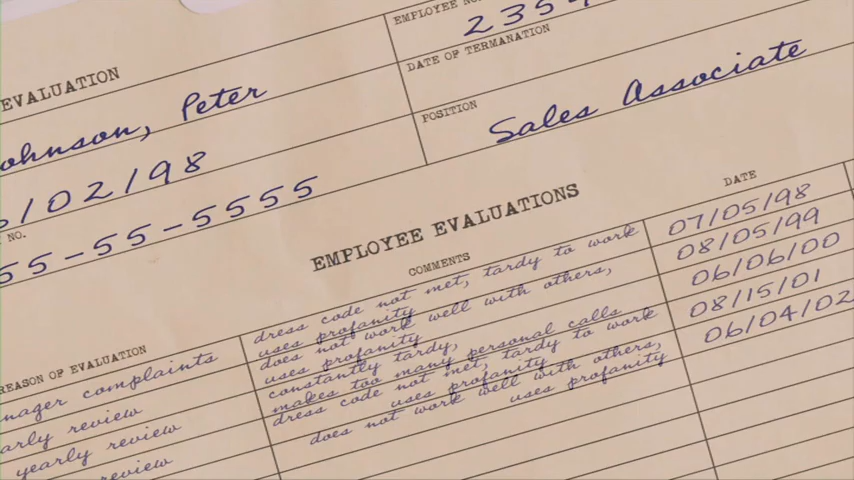 EMPLOYEE NO.
2354
EVALUATION
DATE OF TERMANATION
Johnson, Peter
POSITION
Sales Associate
/02/98
NO.
55-55-5555
EMPLOYEE EVALUATIONS
COMMENTS
DATE
REASON OF EVALUATION
dress code not met, tardy to work
uses profanity
07/05/98
does not work well with others,
uses profanity
08/05/99
constantly tardy,
makes too many personal calls
06/06/00
dress code not met, tardy to work
uses profanity
08/15/01
does not work well with others,
uses profanity
06/04/02
nager complaints
arly review
yearly review
review